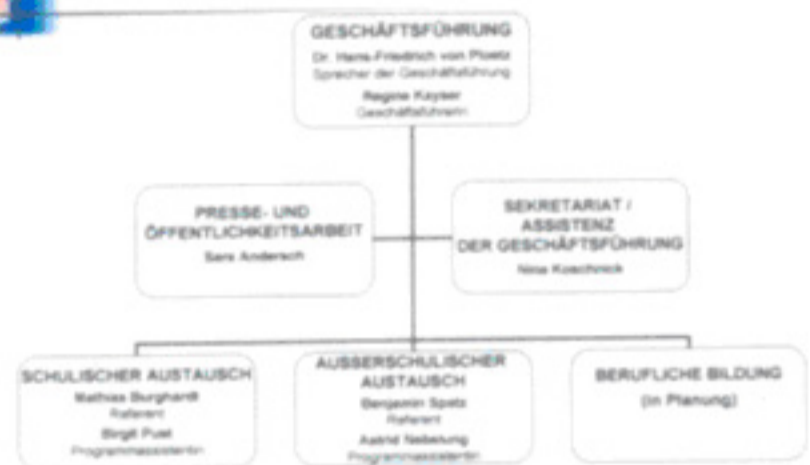 GESCHÄFTSFÜHRUNG
Dr. Hans-Friedrich von Ploetz
Sprecher der Geschäftsführung
Regine Kayser
Geschäftsführerin
PRESSE- UND
ÖFFENTLICHKEITSARBEIT
Sara Andersch
SEKRETARIAT /
ASSISTENZ
DER GESCHÄFTSFÜHRUNG
Nina Koschnick
SCHULISCHER AUSTAUSCH
Mathias Burghardt
Referent
Birgit Pust
Programmassistentin
AUSSERSCHULISCHER
AUSTAUSCH
Benjamin Spatz
Referent
Astrid Nebelung
Programmassistentin
BERUFLICHE BILDUNG
(in Planung)